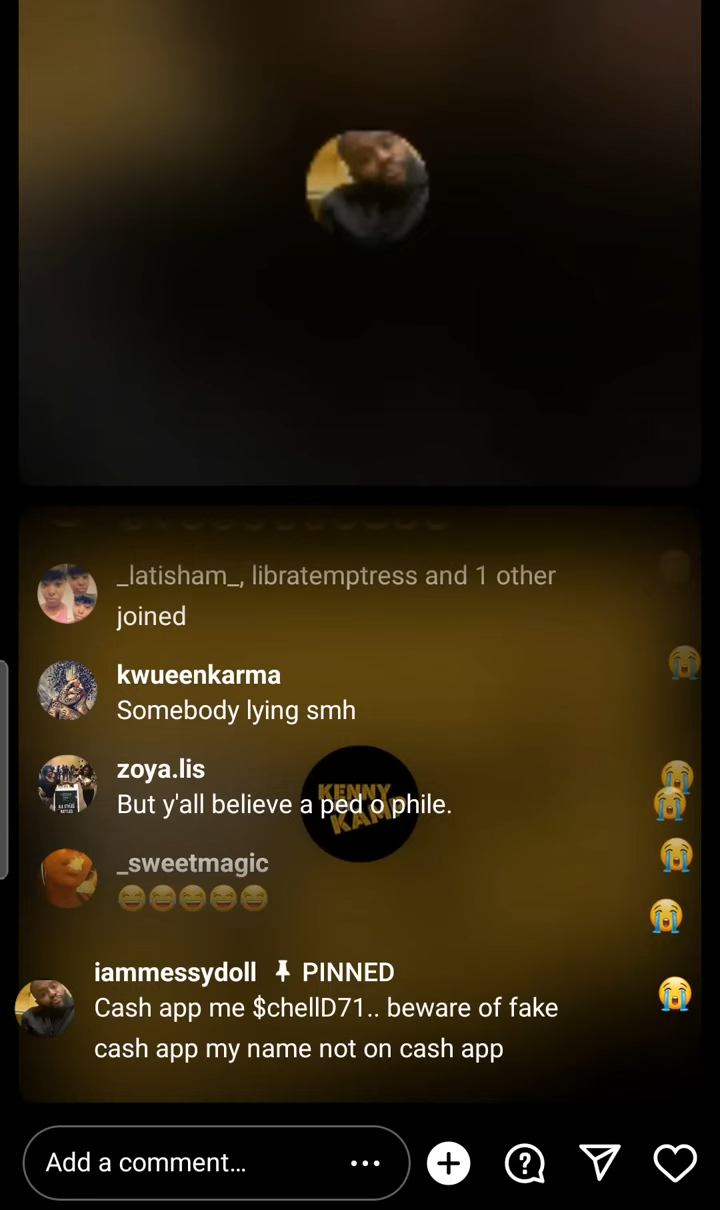 _latisham_, libratemptress and 1 other
joined
kwueenkarma
Somebody lying smh
zoya.lis
KENNY
But y'all believe a ped o phile.
KAMP
_sweetmagic
😂😂😂😂😂
iammessydoll PINNED
Cash app me $chellD71.. beware of fake
cash app my name not on cash app
Add a comment...